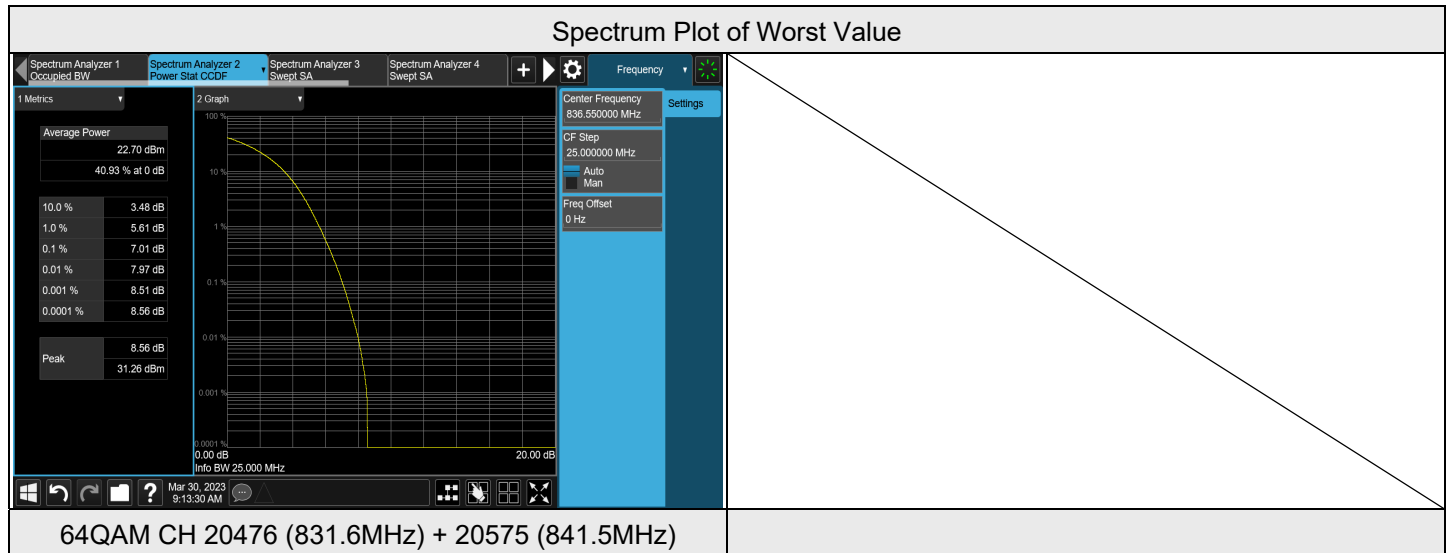 Spectrum Plot of Worst Value
Spectrum Analyzer 1
Occupied BW
Spectrum Analyzer 2
Power Stat CCDF
Spectrum Analyzer 3
Swept SA
Spectrum Analyzer 4
Swept SA
+
Frequency
1 Metrics
Average Power
22.70 dBm
40.93 % at 0 dB
10.0 % 3.48 dB
1.0 % 5.61 dB
0.1 % 7.01 dB
0.01 % 7.97 dB
0.001 % 8.51 dB
0.0001 % 8.56 dB
Peak
8.56 dB
31.26 dBm
2 Graph
100 %
10 %
1 %
0.1 %
0.01 %
0.001 %
0.0001 %
0.00 dB 20.00 dB
Info BW 25.000 MHz
Center Frequency
836.550000 MHz
CF Step
25.000000 MHz
Auto
Man
Freq Offset
0 Hz
Settings
?
Mar 30, 2023
9:13:30 AM
64QAM CH 20476 (831.6MHz) + 20575 (841.5MHz)